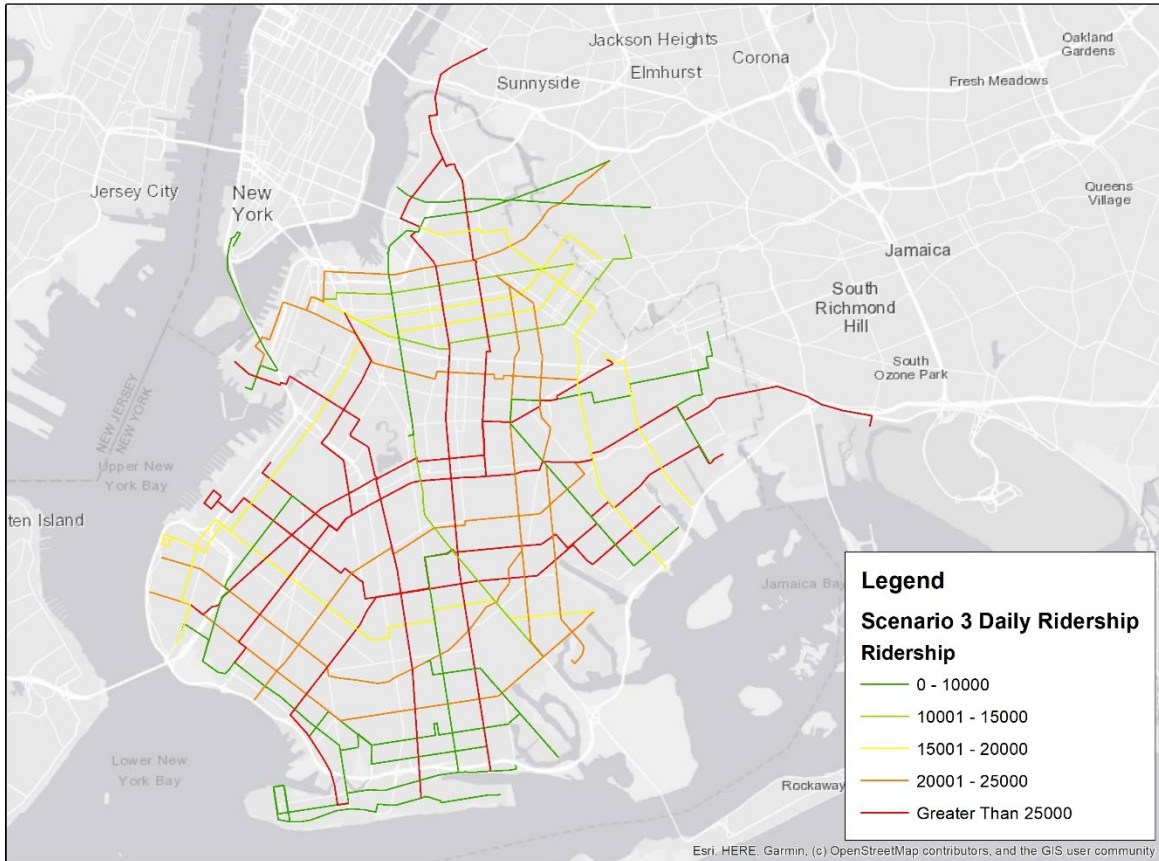 Jackson Heights
Oakland
Gardens
Corona
Elmhurst
Sunnyside
Fresh Meadows
Jersey City
New
York
Queens
Village
Jamaica
South
Richmond
Hill
South
Ozone Park
NEW JERSEY
NEW YORK
Upper New
York Bay
ten Island
Jamaica Bay
Lower New
York Bay
Rockaway
Legend
Scenario 3 Daily Ridership
Ridership
0 - 10000
10001 - 15000
15001 - 20000
20001 - 25000
Greater Than 25000
Esri, HERE, Garmin, (c) OpenStreetMap contributors, and the GIS user community